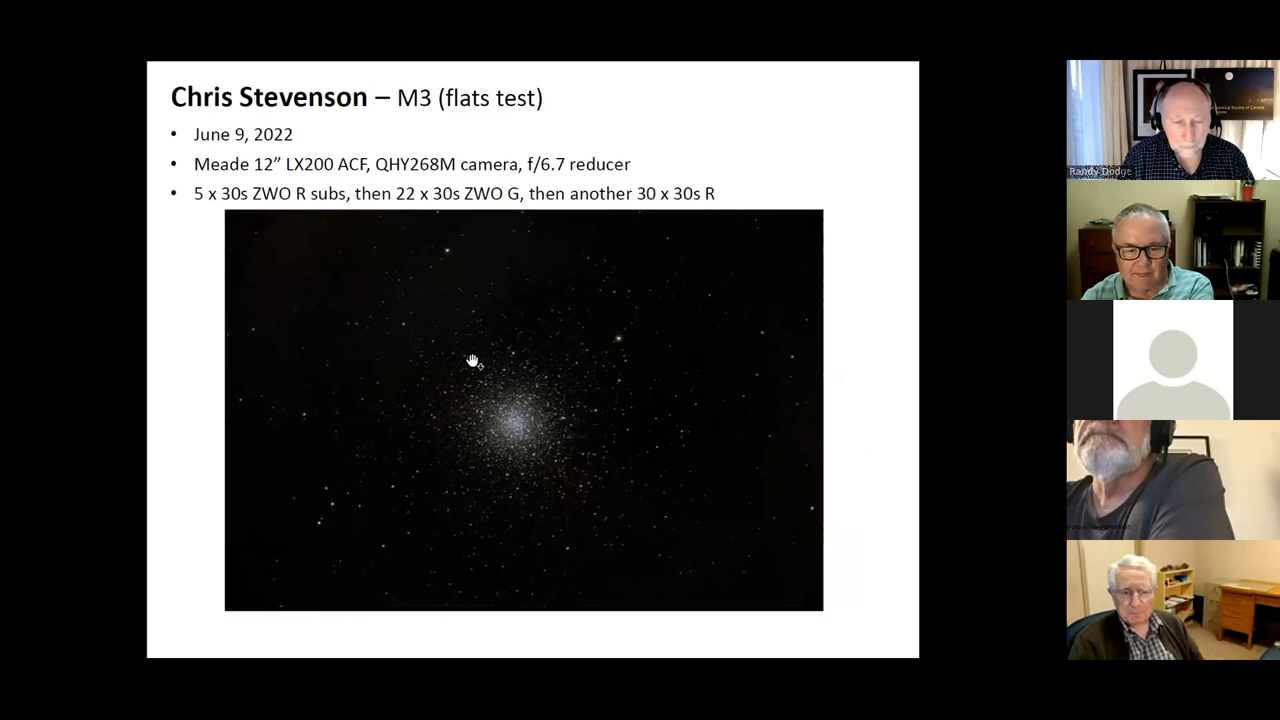 Chris Stevenson – M3 (flats test)
• June 9, 2022
• Meade 12” LX200 ACF, QHY268M camera, f/6.7 reducer
• 5 x 30s ZWO R subs, then 22 x 30s ZWO G, then another 30 x 30s R
Randy Dodge